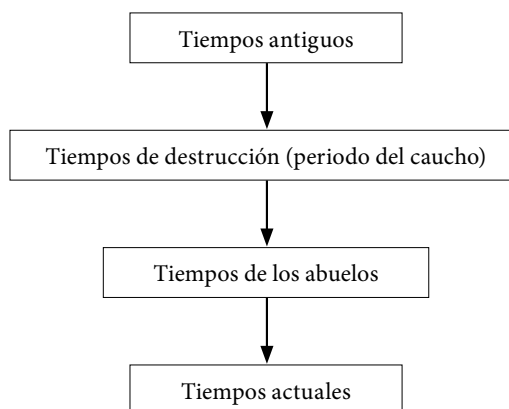 Tiempos antiguos
Tiempos de destrucción (periodo del caucho)
Tiempos de los abuelos
Tiempos actuales